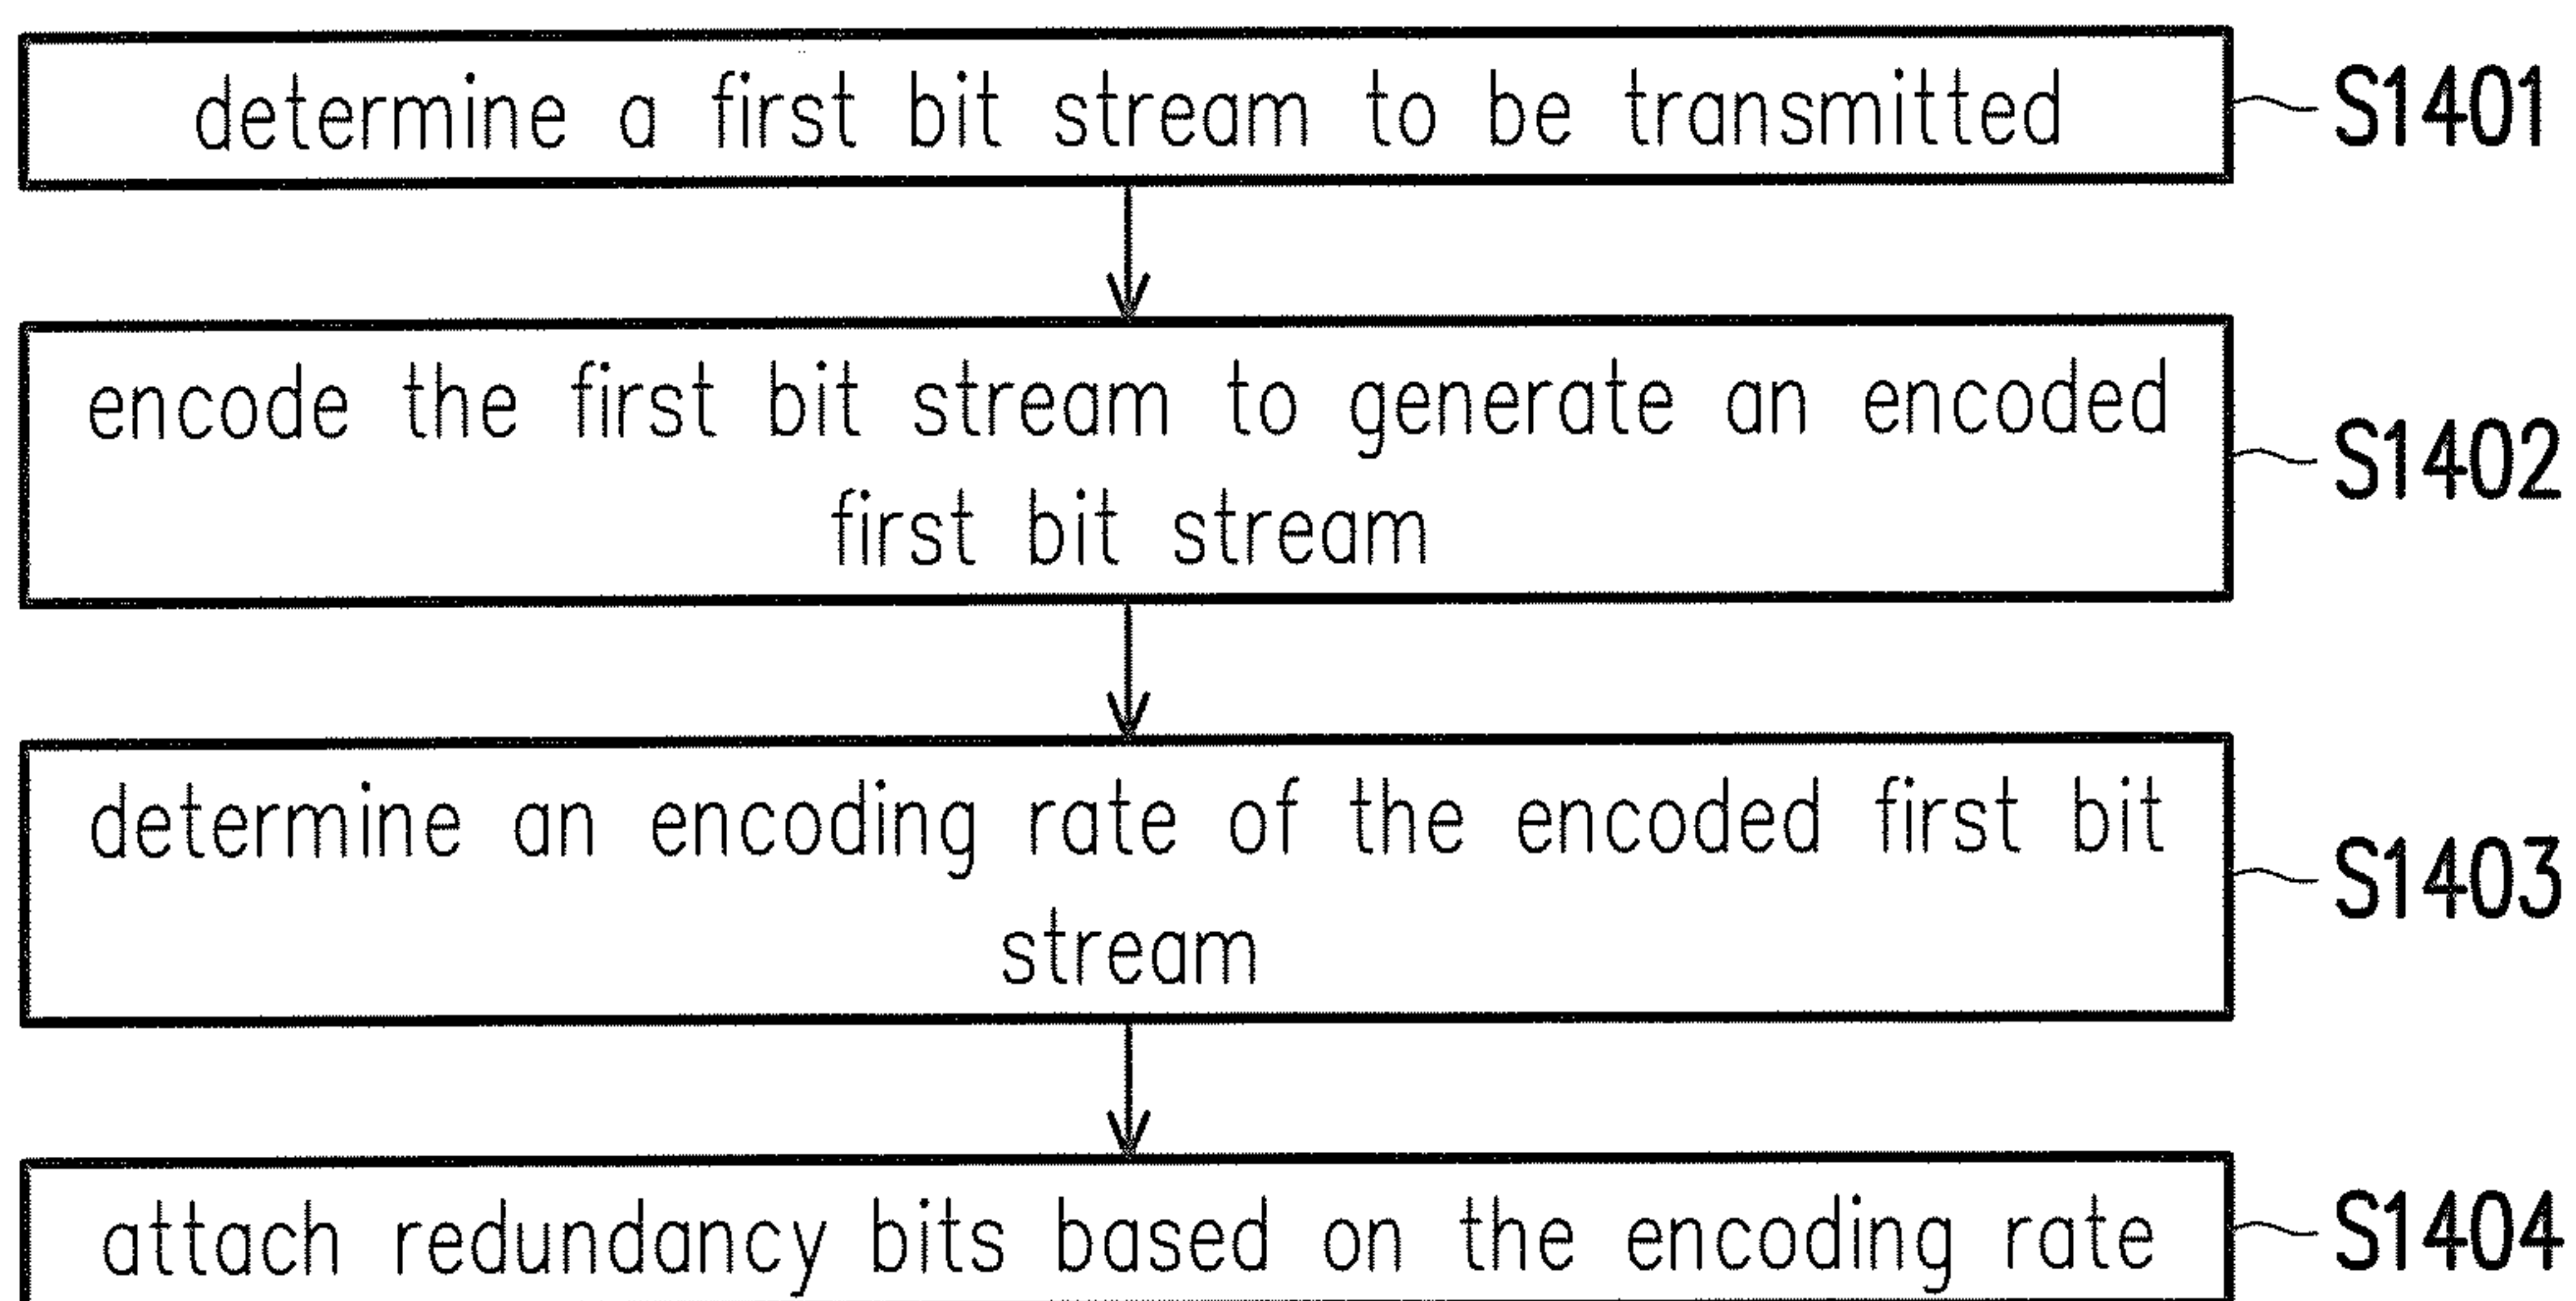 determine a first bit stream to be transmitted
S1401
encode the first bit stream to generate an encoded
first bit stream
S1402
determine an encoding rate of the encoded first bit
stream
S1403
attach redundancy bits based on the encoding rate
S1404